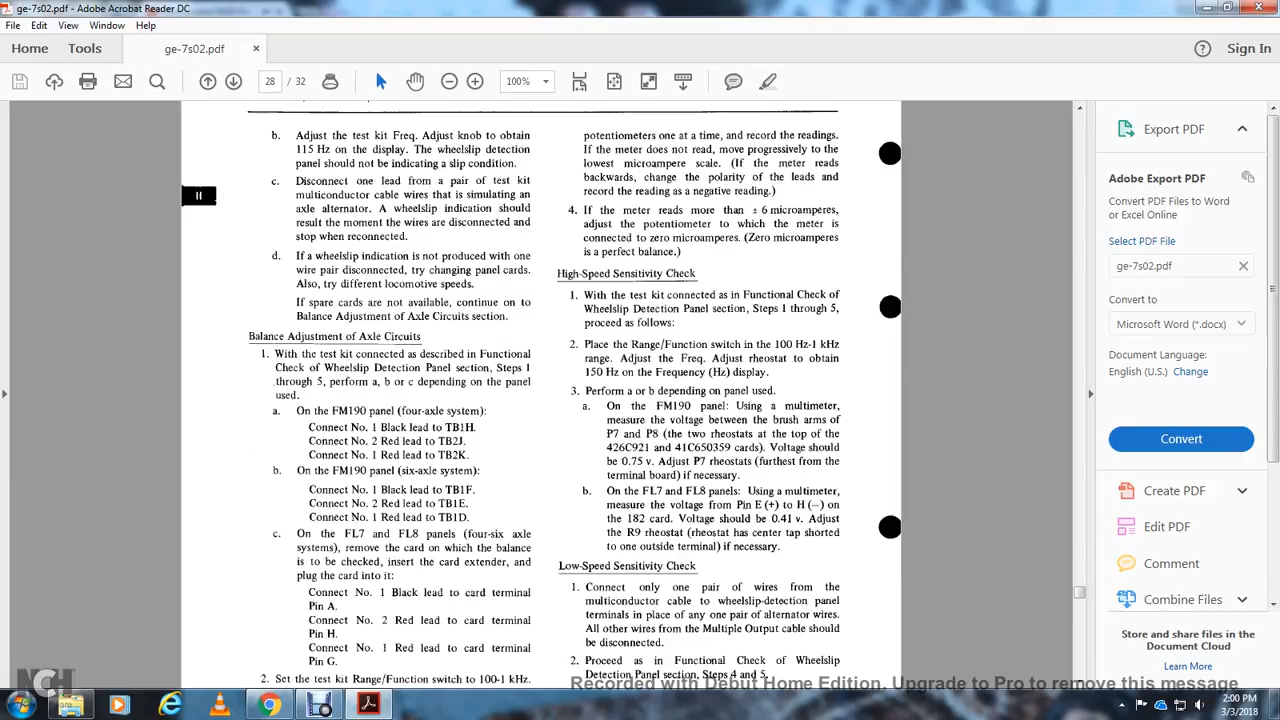 ge-7s02.pdf - Adobe Acrobat Reader DC
File Edit View Window Help
Home Tools ge-7s02.pdf × ? Sign In
28 / 32 100%
b. Adjust the test kit Freq. Adjust knob to obtain
115 Hz on the display. The wheelslip detection
panel should not be indicating a slip condition.
c. Disconnect one lead from a pair of test kit
multiconductor cable wires that is simulating an
axle alternator. A wheelslip indication should
result the moment the wires are disconnected and
stop when reconnected.
II
d. If a wheelslip indication is not produced with one
wire pair disconnected, try changing panel cards.
Also, try different locomotive speeds.
If spare cards are not available, continue on to
Balance Adjustment of Axle Circuits section.
Balance Adjustment of Axle Circuits
1. With the test kit connected as described in Functional
Check of Wheelslip Detection Panel section, Steps 1
through 5, perform a, b or c depending on the panel
used.
a. On the FM190 panel (four-axle system):
Connect No. 1 Black lead to TB1H.
Connect No. 2 Red lead to TB2J.
Connect No. 1 Red lead to TB2K.
b. On the FM190 panel (six-axle system):
Connect No. 1 Black lead to TB1F.
Connect No. 2 Red lead to TB1E.
Connect No. 1 Red lead to TB1D.
c. On the FL7 and FL8 panels (four-six axle
systems), remove the card on which the balance
is to be checked, insert the card extender, and
plug the card into it:
Connect No. 1 Black lead to card terminal
Pin A.
Connect No. 2 Red lead to card terminal
Pin H.
Connect No. 1 Red lead to card terminal
Pin G.
2. Set the test kit Range/Function switch to 100-1 kHz.
potentiometers one at a time, and record the readings.
If the meter does not read, move progressively to the
lowest microampere scale. (If the meter reads
backwards, change the polarity of the leads and
record the reading as a negative reading.)
4. If the meter reads more than ± 6 microamperes,
adjust the potentiometer to which the meter is
connected to zero microamperes. (Zero microamperes
is a perfect balance.)
High-Speed Sensitivity Check
1. With the test kit connected as in Functional Check of
Wheelslip Detection Panel section, Steps 1 through 5,
proceed as follows:
2. Place the Range/Function switch in the 100 Hz-1 kHz
range. Adjust the Freq. Adjust rheostat to obtain
150 Hz on the Frequency (Hz) display.
3. Perform a or b depending on panel used.
a. On the FM190 panel: Using a multimeter,
measure the voltage between the brush arms of
P7 and P8 (the two rheostats at the top of the
426C921 and 41C650359 cards). Voltage should
be 0.75 v. Adjust P7 rheostats (furthest from the
terminal board) if necessary.
b. On the FL7 and FL8 panels: Using a multimeter,
measure the voltage from Pin E (+) to H (—) on
the 182 card. Voltage should be 0.41 v. Adjust
the R9 rheostat (rheostat has center tap shorted
to one outside terminal) if necessary.
Low-Speed Sensitivity Check
1. Connect only one pair of wires from the
multiconductor cable to wheelslip-detection panel
terminals in place of any one pair of alternator wires.
All other wires from the Multiple Output cable should
be disconnected.
2. Proceed as in Functional Check of Wheelslip
Detection Panel section, Steps 4 and 5.
Export PDF
Adobe Export PDF
Convert PDF Files to Word
or Excel Online
Select PDF File
ge-7s02.pdf
Convert to
Microsoft Word (*.docx)
Document Language:
English (U.S.) Change
Convert
Create PDF
Edit PDF
Comment
Combine Files
Store and share files in the
Document Cloud
Learn More
NCH
Recorded with Debut Home Edition. Upgrade to Pro to remove this message
2:00 PM
3/3/2018